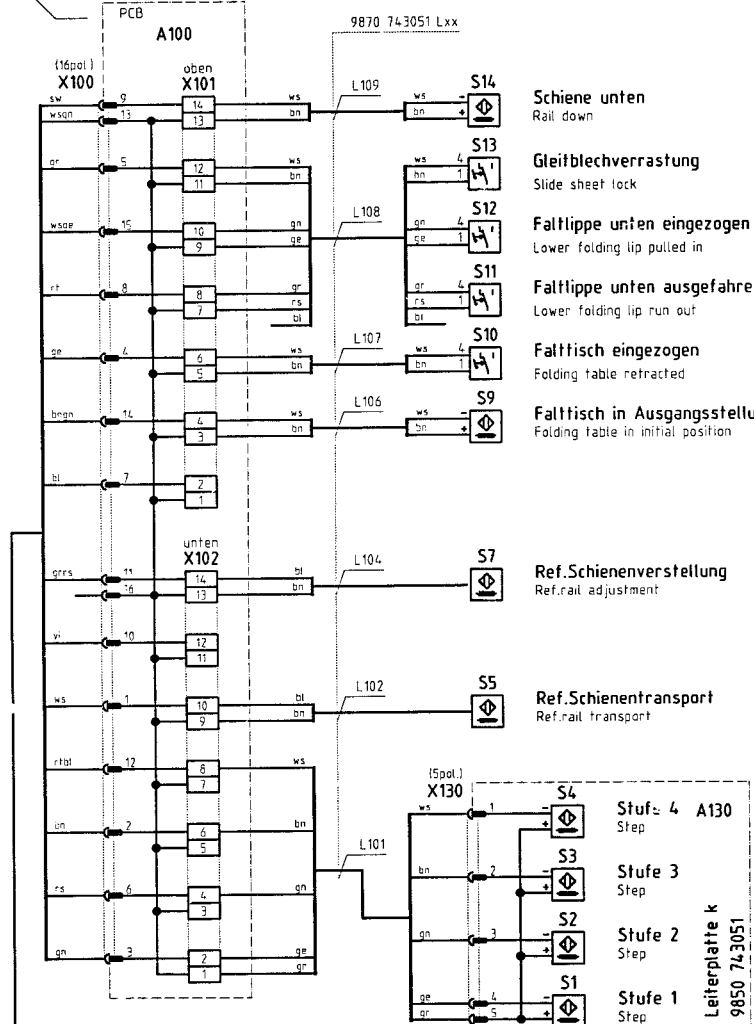 PCB
A100
9870 743051 Lxx
(16pol.)
X100
oben
X101
sw 9 14 ws L109 ws - S14 Schiene unten
wsgn 13 13 bn bn + Rail down
gr 5 12 ws ws 4 S13 Gleitblechverrastung
11 bn bn 1 Slide sheet lock
wsge 15 10 gn L108 gn 4 S12 Faltlippe unten eingezogen
9 ge ge 1 Lower folding lip pulled in
rt 8 8 gr gr 4 S11 Faltlippe unten ausgefahre
7 rs rs 1 Lower folding lip run out
bl bl
ge 4 6 ws L107 ws 4 S10 Falttisch eingezogen
5 bn bn 1 Folding table retracted
brgn 14 4 ws L106 ws - S9 Falttisch in Ausgangsstellu
3 bn bn + Folding table in initial position
bl 7 2
1
unten
X102
grrs 11 14 bl L104 S7 Ref.Schienenverstellung
16 13 bn Ref.rail adjustment
vi 10 12
11
ws 1 10 bl L102 S5 Ref.Schienentransport
9 bn Ref.rail transport
rtbl 12 8 ws
7
(5pol.)
X130
ws 1 - S4 Stufe 4 A130
+ Step
bn 2 6 bn
5
L101
bn 2 - S3 Stufe 3
+ Step
rs 6 4 gn
3
gn 3 - S2 Stufe 2
+ Step
gn 3 2 ge
1 gr
ge 4 - S1 Stufe 1
gr 5 + Step
Leiterplatte k
9850 743051